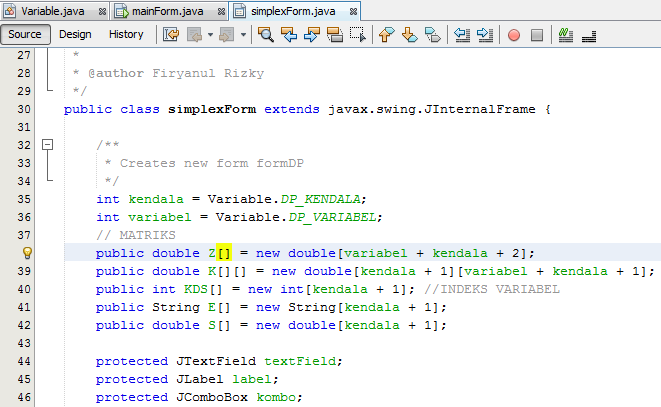 Variable.java mainForm.java simplexForm.java
Source Design History
27 *
28 * @author Firyanul Rizky
29 */
30 public class simplexForm extends javax.swing.JInternalFrame {
31
32 /**
33 * Creates new form formDP
34 */
35 int kendala = Variable.DP_KENDALA;
36 int variabel = Variable.DP_VARIABEL;
37 // MATRIKS
public double Z[] = new double[variabel + kendala + 2];
39 public double K[][] = new double[kendala + 1][variabel + kendala + 1];
40 public int KDS[] = new int[kendala + 1]; //INDEKS VARIABEL
41 public String E[] = new String[kendala + 1];
42 public double S[] = new double[kendala + 1];
43
44 protected JTextField textField;
45 protected JLabel label;
46 protected JComboBox kombo;